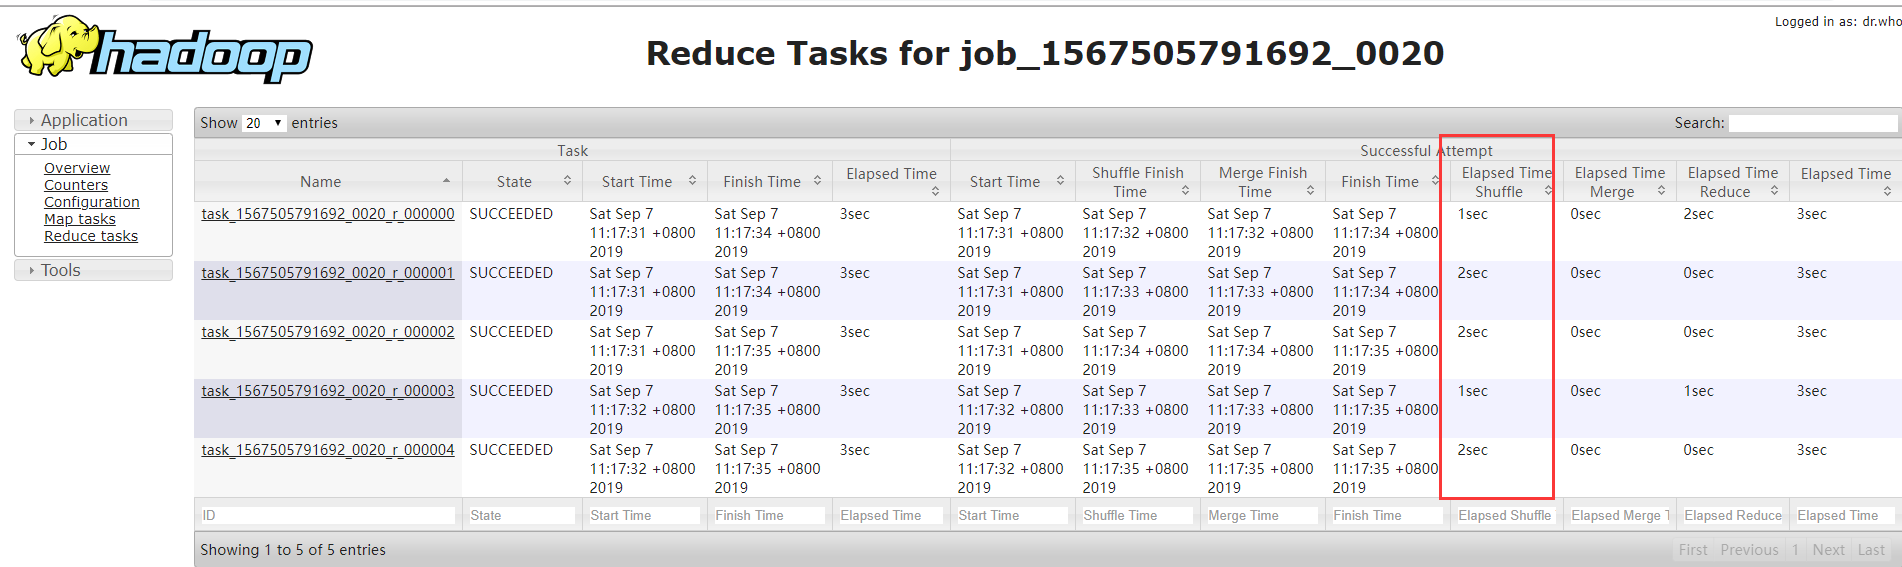 Logged in as: dr.who
hadoop
Reduce Tasks for job_1567505791692_0020
Application
Job
Overview
Counters
Configuration
Map tasks
Reduce tasks
Tools
Show 20 entries
Search:
Task Successful Attempt
Name State Start Time Finish Time Elapsed Time Start Time Shuffle Finish Time Merge Finish Time Finish Time Elapsed Time Shuffle Elapsed Time Merge Elapsed Time Reduce Elapsed Time
task_1567505791692_0020_r_000000 SUCCEEDED Sat Sep 7 Sat Sep 7 3sec Sat Sep 7 Sat Sep 7 Sat Sep 7 Sat Sep 7 1sec 0sec 2sec 3sec
11:17:31 +0800 11:17:34 +0800 11:17:31 +0800 11:17:32 +0800 11:17:32 +0800 11:17:34 +0800
2019 2019 2019 2019 2019 2019
task_1567505791692_0020_r_000001 SUCCEEDED Sat Sep 7 Sat Sep 7 3sec Sat Sep 7 Sat Sep 7 Sat Sep 7 Sat Sep 7 2sec 0sec 0sec 3sec
11:17:31 +0800 11:17:34 +0800 11:17:31 +0800 11:17:33 +0800 11:17:33 +0800 11:17:34 +0800
2019 2019 2019 2019 2019 2019
task_1567505791692_0020_r_000002 SUCCEEDED Sat Sep 7 Sat Sep 7 3sec Sat Sep 7 Sat Sep 7 Sat Sep 7 Sat Sep 7 2sec 0sec 0sec 3sec
11:17:31 +0800 11:17:35 +0800 11:17:31 +0800 11:17:34 +0800 11:17:34 +0800 11:17:35 +0800
2019 2019 2019 2019 2019 2019
task_1567505791692_0020_r_000003 SUCCEEDED Sat Sep 7 Sat Sep 7 3sec Sat Sep 7 Sat Sep 7 Sat Sep 7 Sat Sep 7 1sec 0sec 1sec 3sec
11:17:32 +0800 11:17:35 +0800 11:17:32 +0800 11:17:33 +0800 11:17:33 +0800 11:17:35 +0800
2019 2019 2019 2019 2019 2019
task_1567505791692_0020_r_000004 SUCCEEDED Sat Sep 7 Sat Sep 7 3sec Sat Sep 7 Sat Sep 7 Sat Sep 7 Sat Sep 7 2sec 0sec 0sec 3sec
11:17:32 +0800 11:17:35 +0800 11:17:32 +0800 11:17:35 +0800 11:17:35 +0800 11:17:35 +0800
2019 2019 2019 2019 2019 2019
ID State Start Time Finish Time Elapsed Time Start Time Shuffle Time Merge Time Finish Time Elapsed Shuffle Elapsed Merge T Elapsed Reduce Elapsed Time
Showing 1 to 5 of 5 entries
First Previous 1 Next Last